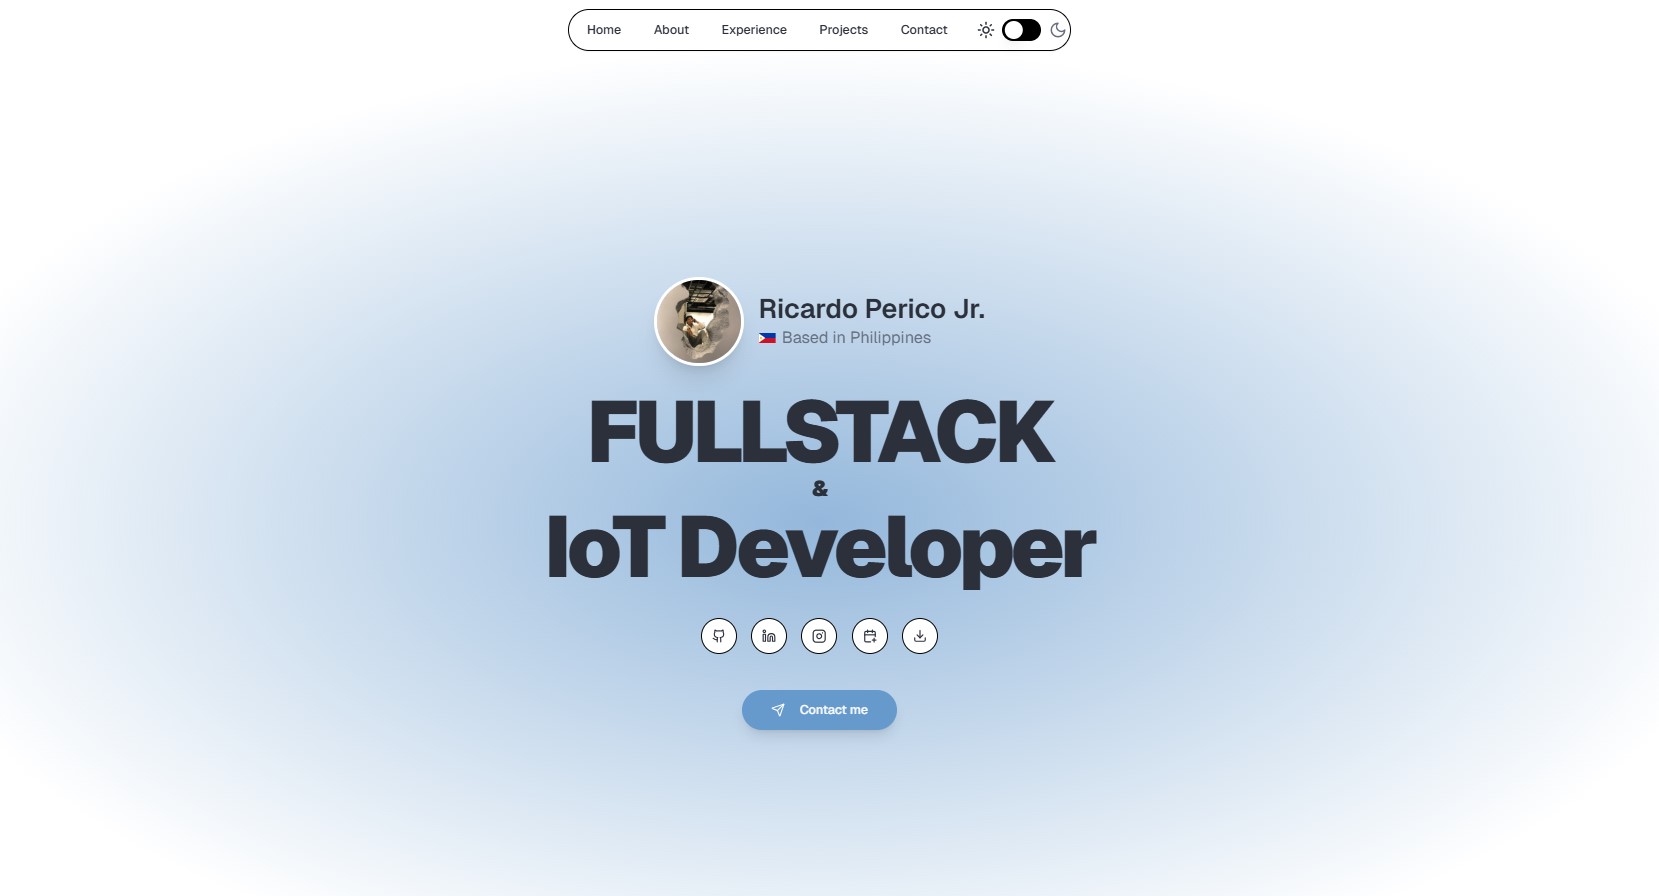 Home About Experience Projects Contact
Ricardo Perico Jr.
Based in Philippines
FULLSTACK
&
IoT Developer
Contact me